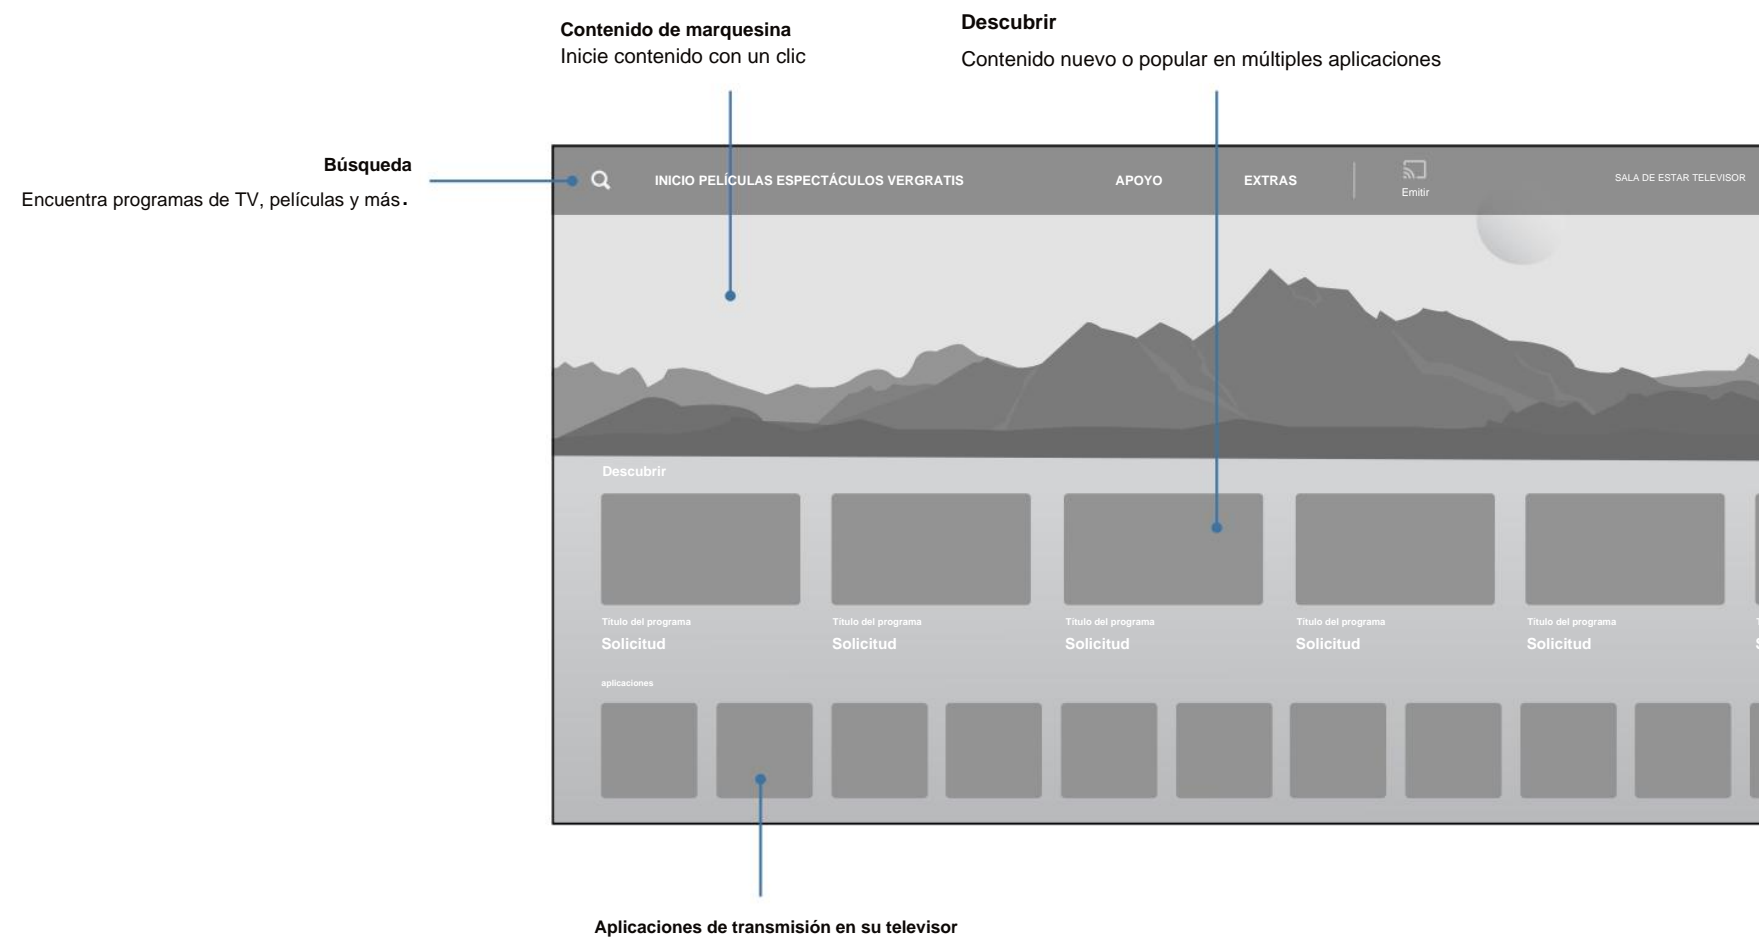 Contenido de marquesina
Inicie contenido con un clic
Descubrir
Contenido nuevo o popular en múltiples aplicaciones
Búsqueda
Encuentra programas de TV, películas y más.
INICIO PELÍCULAS ESPECTÁCULOS VERGRATIS APOYO EXTRAS Emitir SALA DE ESTAR TELEVISOR
Descubrir
Título del programa Título del programa Título del programa Título del programa Título del programa
Solicitud Solicitud Solicitud Solicitud Solicitud
aplicaciones
Aplicaciones de transmisión en su televisor